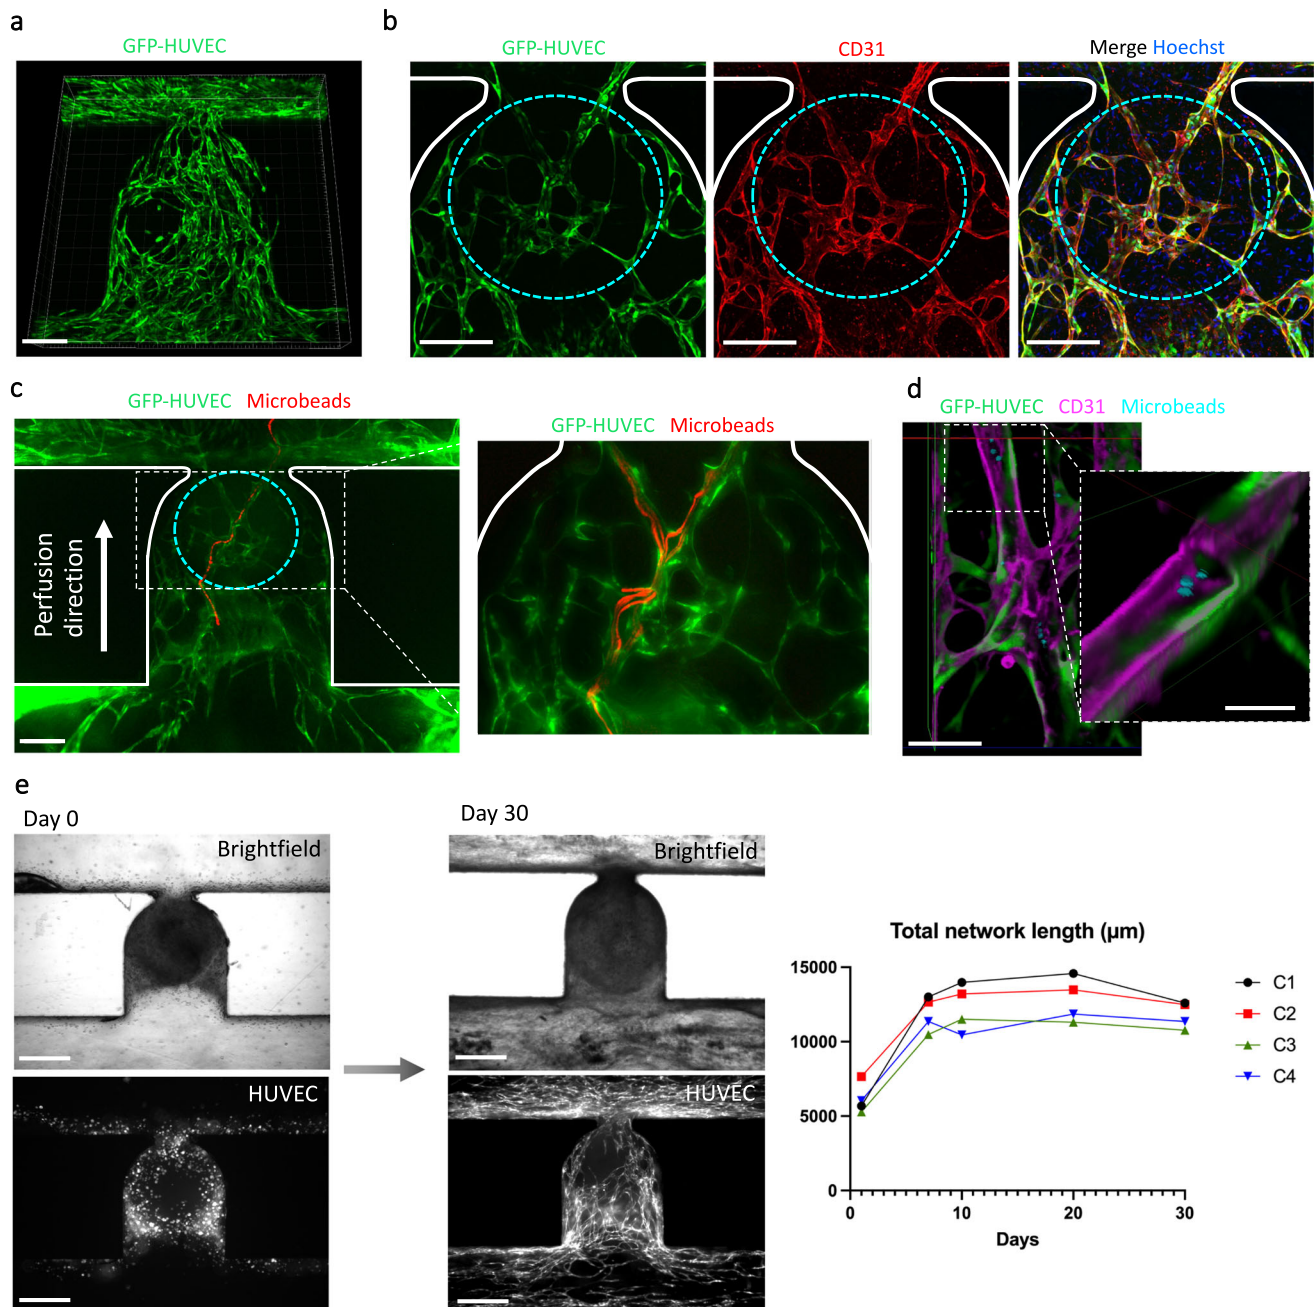 a
GFP-HUVEC
b
GFP-HUVEC
CD31
Merge Hoechst
c
GFP-HUVEC Microbeads
Perfusion
direction
GFP-HUVEC Microbeads
d
GFP-HUVEC CD31 Microbeads
e
Day 0
Brightfield
HUVEC
Day 30
Brightfield
HUVEC
Total network length (µm)
15000
10000
5000
0
0 10 20 30
Days
C1
C2
C3
C4